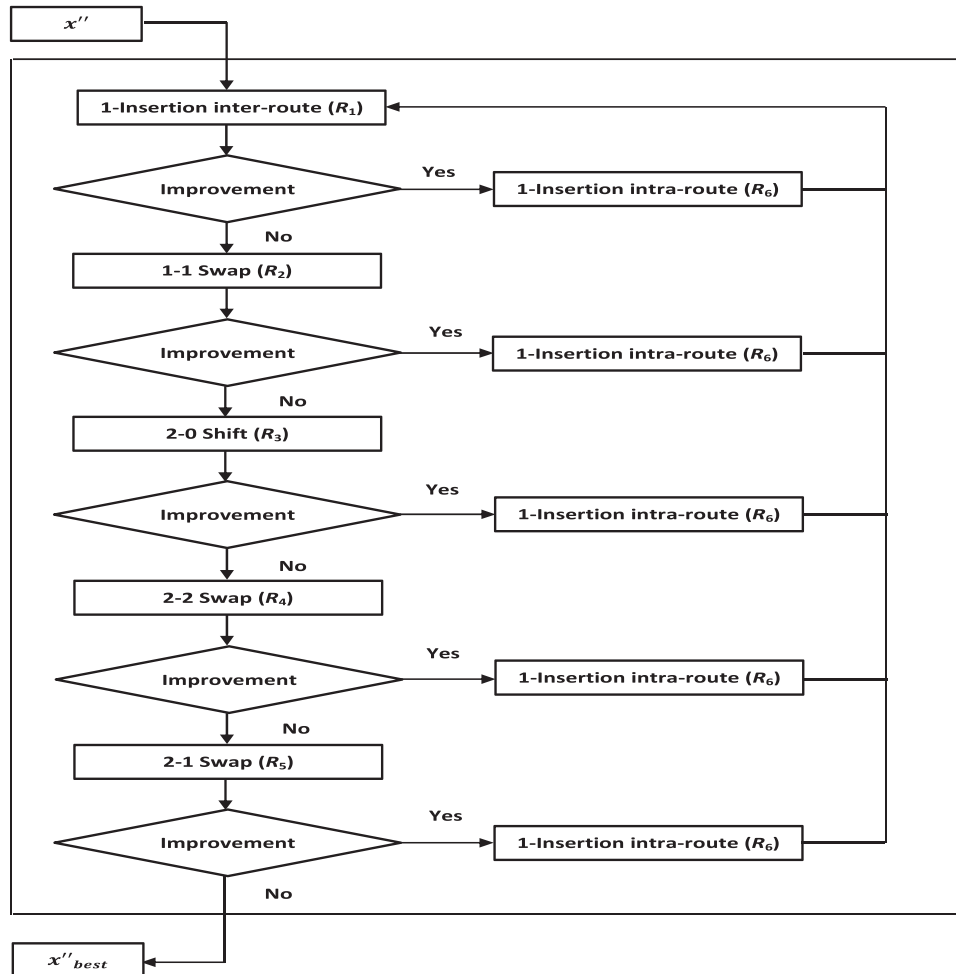 x''
1-Insertion inter-route (R₁)
Improvement
Yes
1-Insertion intra-route (R₆)
No
1-1 Swap (R₂)
Improvement
Yes
1-Insertion intra-route (R₆)
No
2-0 Shift (R₃)
Improvement
Yes
1-Insertion intra-route (R₆)
No
2-2 Swap (R₄)
Improvement
Yes
1-Insertion intra-route (R₆)
No
2-1 Swap (R₅)
Improvement
Yes
1-Insertion intra-route (R₆)
No
x''best